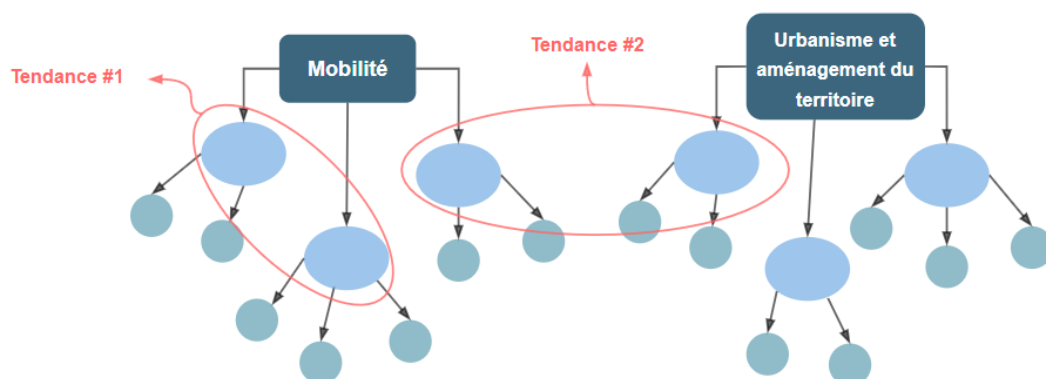 Tendance #1
Mobilité
Tendance #2
Urbanisme et
aménagement du
territoire